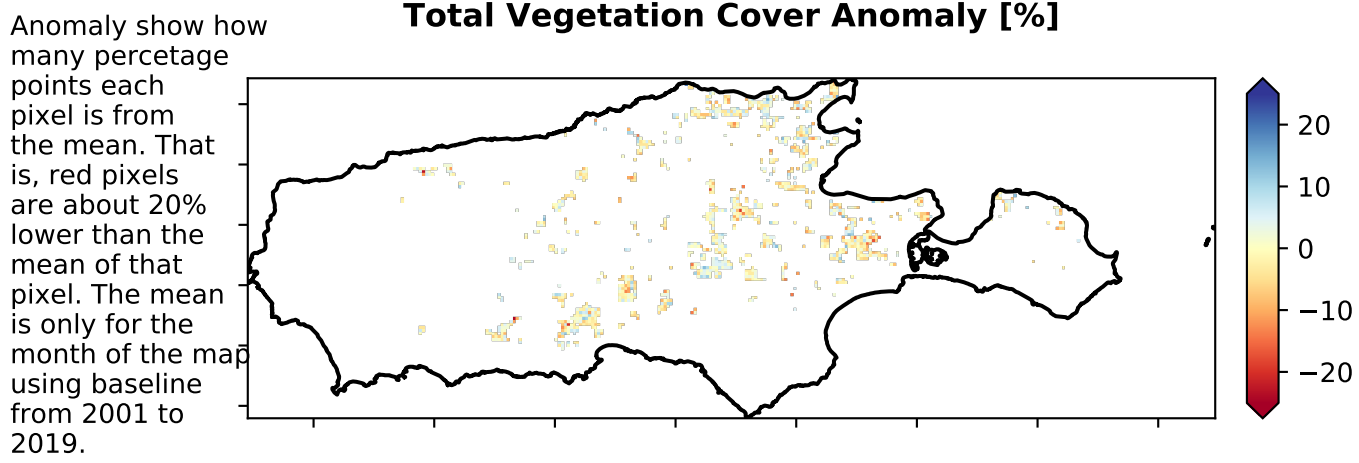 Total Vegetation Cover Anomaly [%]
Anomaly show how
many percetage
points each
pixel is from
the mean. That
is, red pixels
are about 20%
lower than the
mean of that
pixel. The mean
is only for the
month of the map
using baseline
from 2001 to
2019.
20
10
0
−10
−20